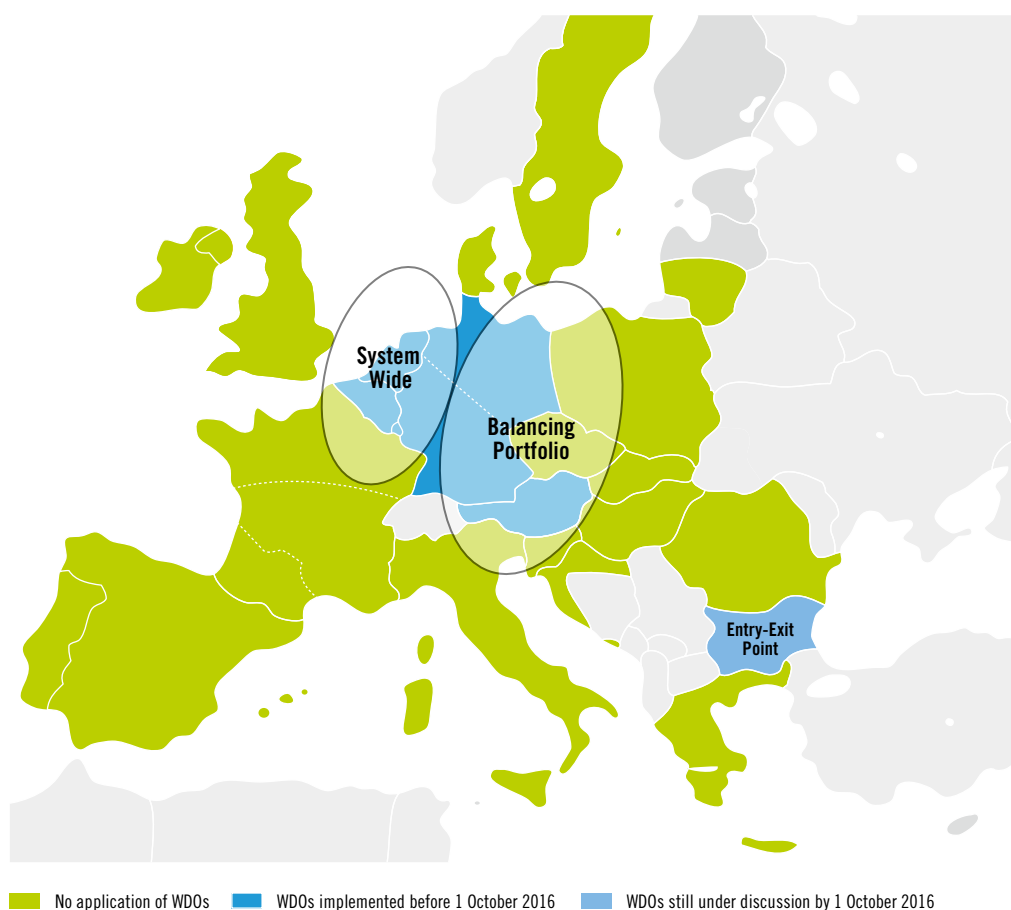 System
Wide
Balancing
Portfolio
Entry-Exit
Point
No application of WDOs
WDOs implemented before 1 October 2016
WDOs still under discussion by 1 October 2016